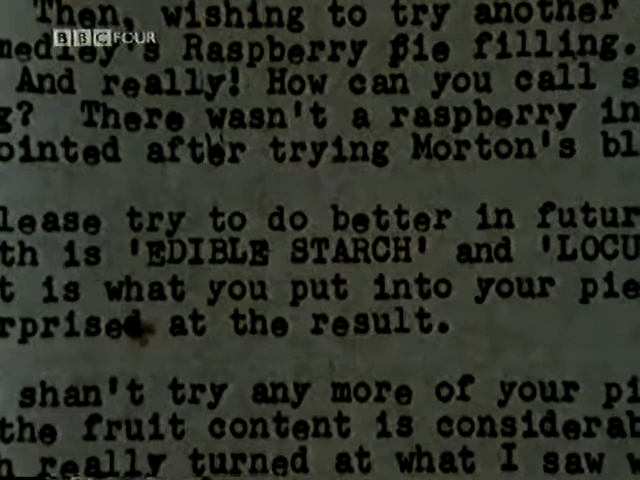 Then, wishing to try another
BBC FOUR
medley's Raspberry pie filling.
And really! How can you call s
g? There wasn't a raspberry in
ointed after trying Morton's bl
lease try to do better in futur
th is 'EDIBLE STARCH' and 'LOCU
t is what you put into your pie
rprised at the result.
shan't try any more of your pi
the fruit content is considerab
h really turned at what I saw w